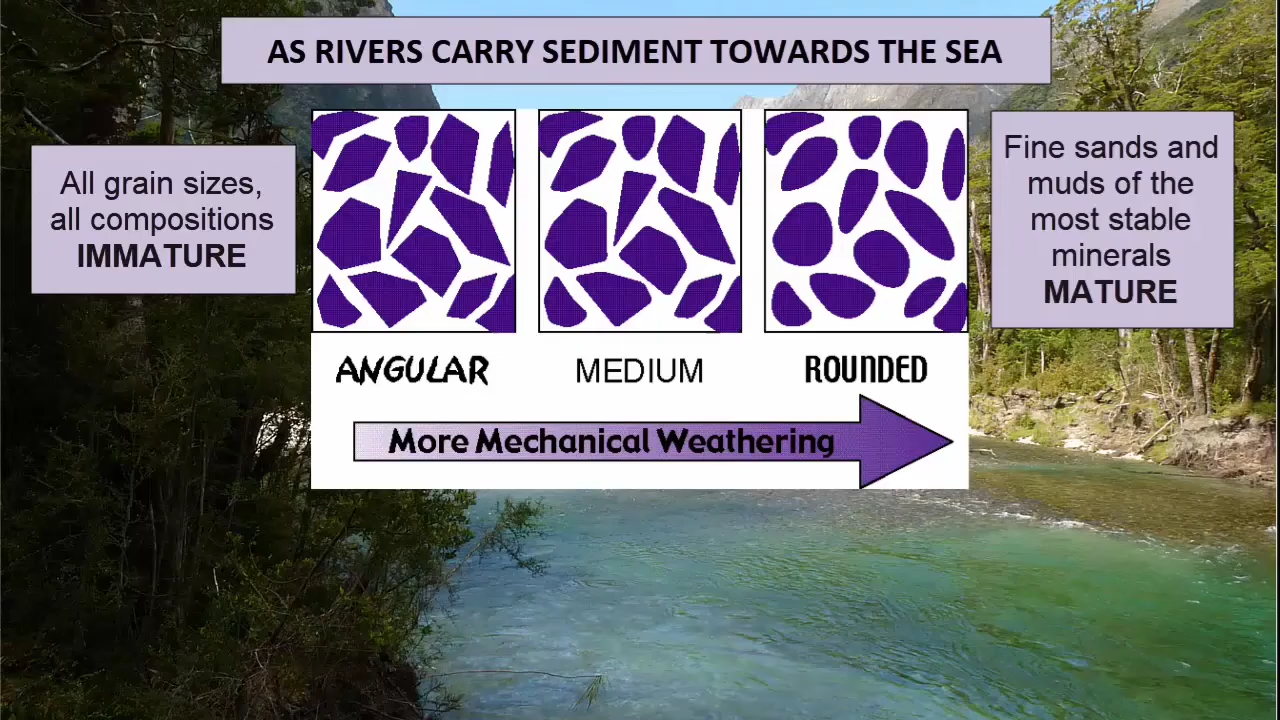 AS RIVERS CARRY SEDIMENT TOWARDS THE SEA
All grain sizes,
all compositions
IMMATURE
Fine sands and
muds of the
most stable
minerals
MATURE
ANGULAR
MEDIUM
ROUNDED
More Mechanical Weathering